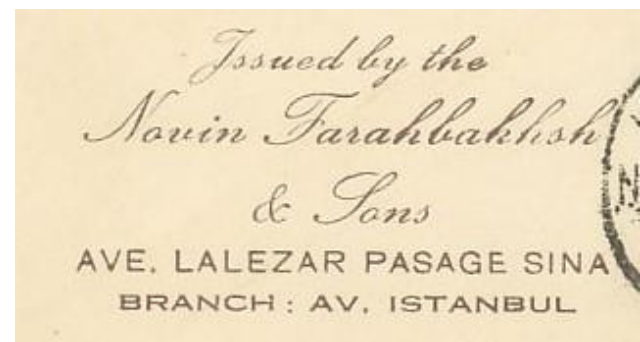 Issued by the
Novin Farahbakhsh
& Sons
AVE. LALEZAR PASAGE SINA
BRANCH : AV. ISTANBUL